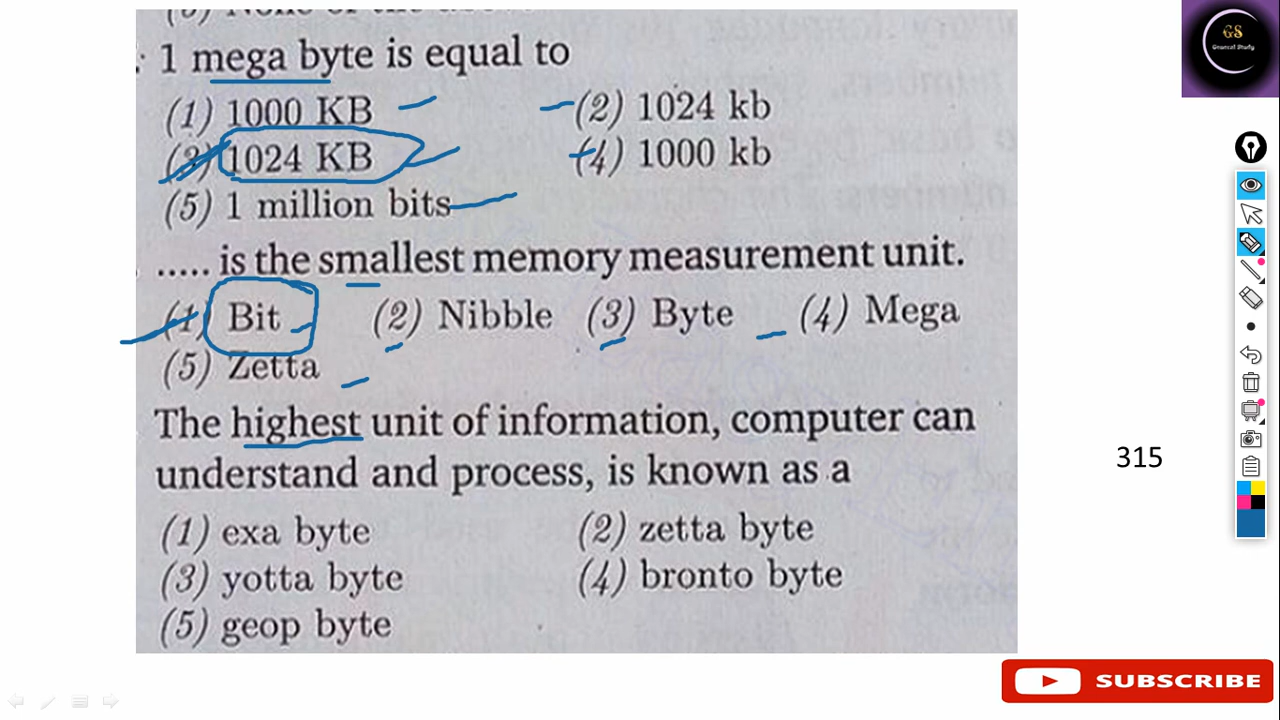 1 mega byte is equal to
(1) 1000 KB (2) 1024 kb
(3) 1024 KB (4) 1000 kb
(5) 1 million bits
..... is the smallest memory measurement unit.
(1) Bit (2) Nibble (3) Byte (4) Mega
(5) Zetta
The highest unit of information, computer can
understand and process, is known as a
(1) exa byte (2) zetta byte
(3) yotta byte (4) bronto byte
(5) geop byte
GS
General Study
315
SUBSCRIBE